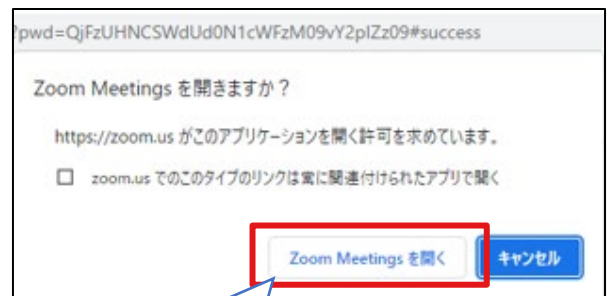 ?pwd=QjFzUHNCSWdUd0N1cWFzM09vY2pIZz09#success
Zoom Meetings を開きますか？
https://zoom.us がこのアプリケーションを開く許可を求めています。
zoom.us でのこのタイプのリンクは常に関連付けられたアプリで開く
Zoom Meetings を開く キャンセル